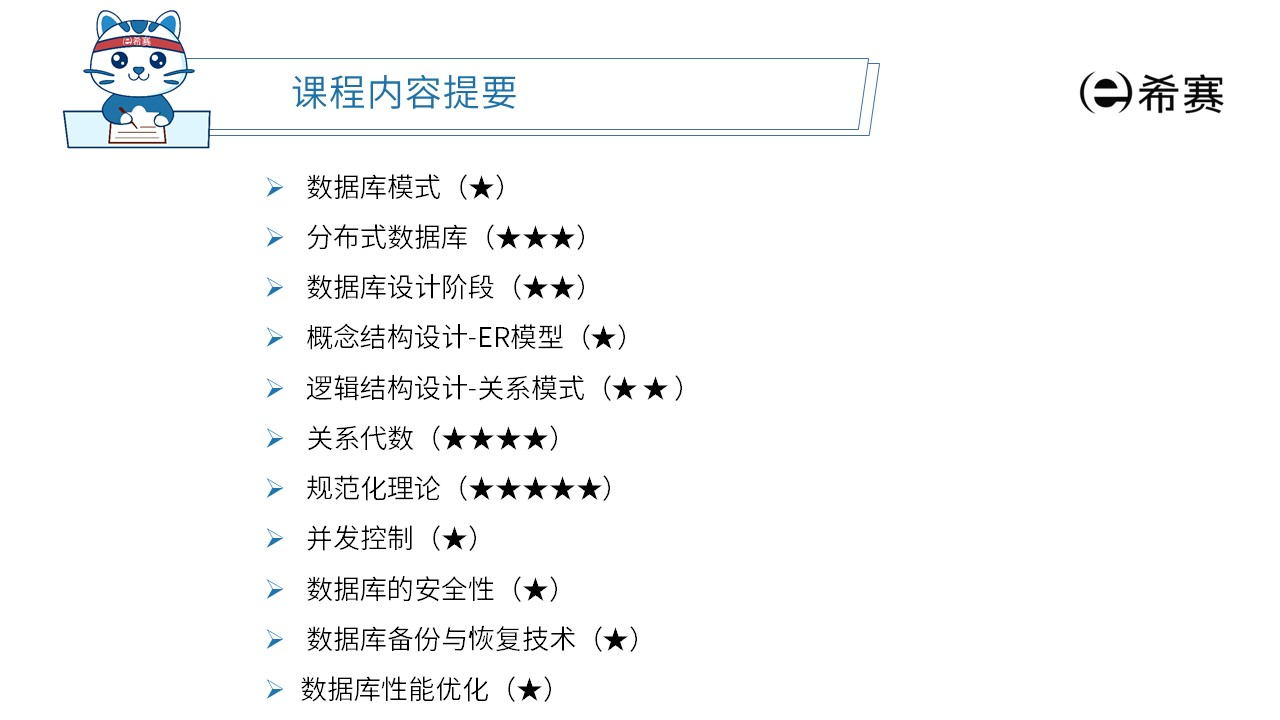 希赛
课程内容提要
希赛
数据库模式（★）
分布式数据库（★★★）
数据库设计阶段（★★）
概念结构设计-ER模型（★）
逻辑结构设计-关系模式（★ ★ ）
关系代数（★★★★）
规范化理论（★★★★★）
并发控制（★）
数据库的安全性（★）
数据库备份与恢复技术（★）
数据库性能优化（★）